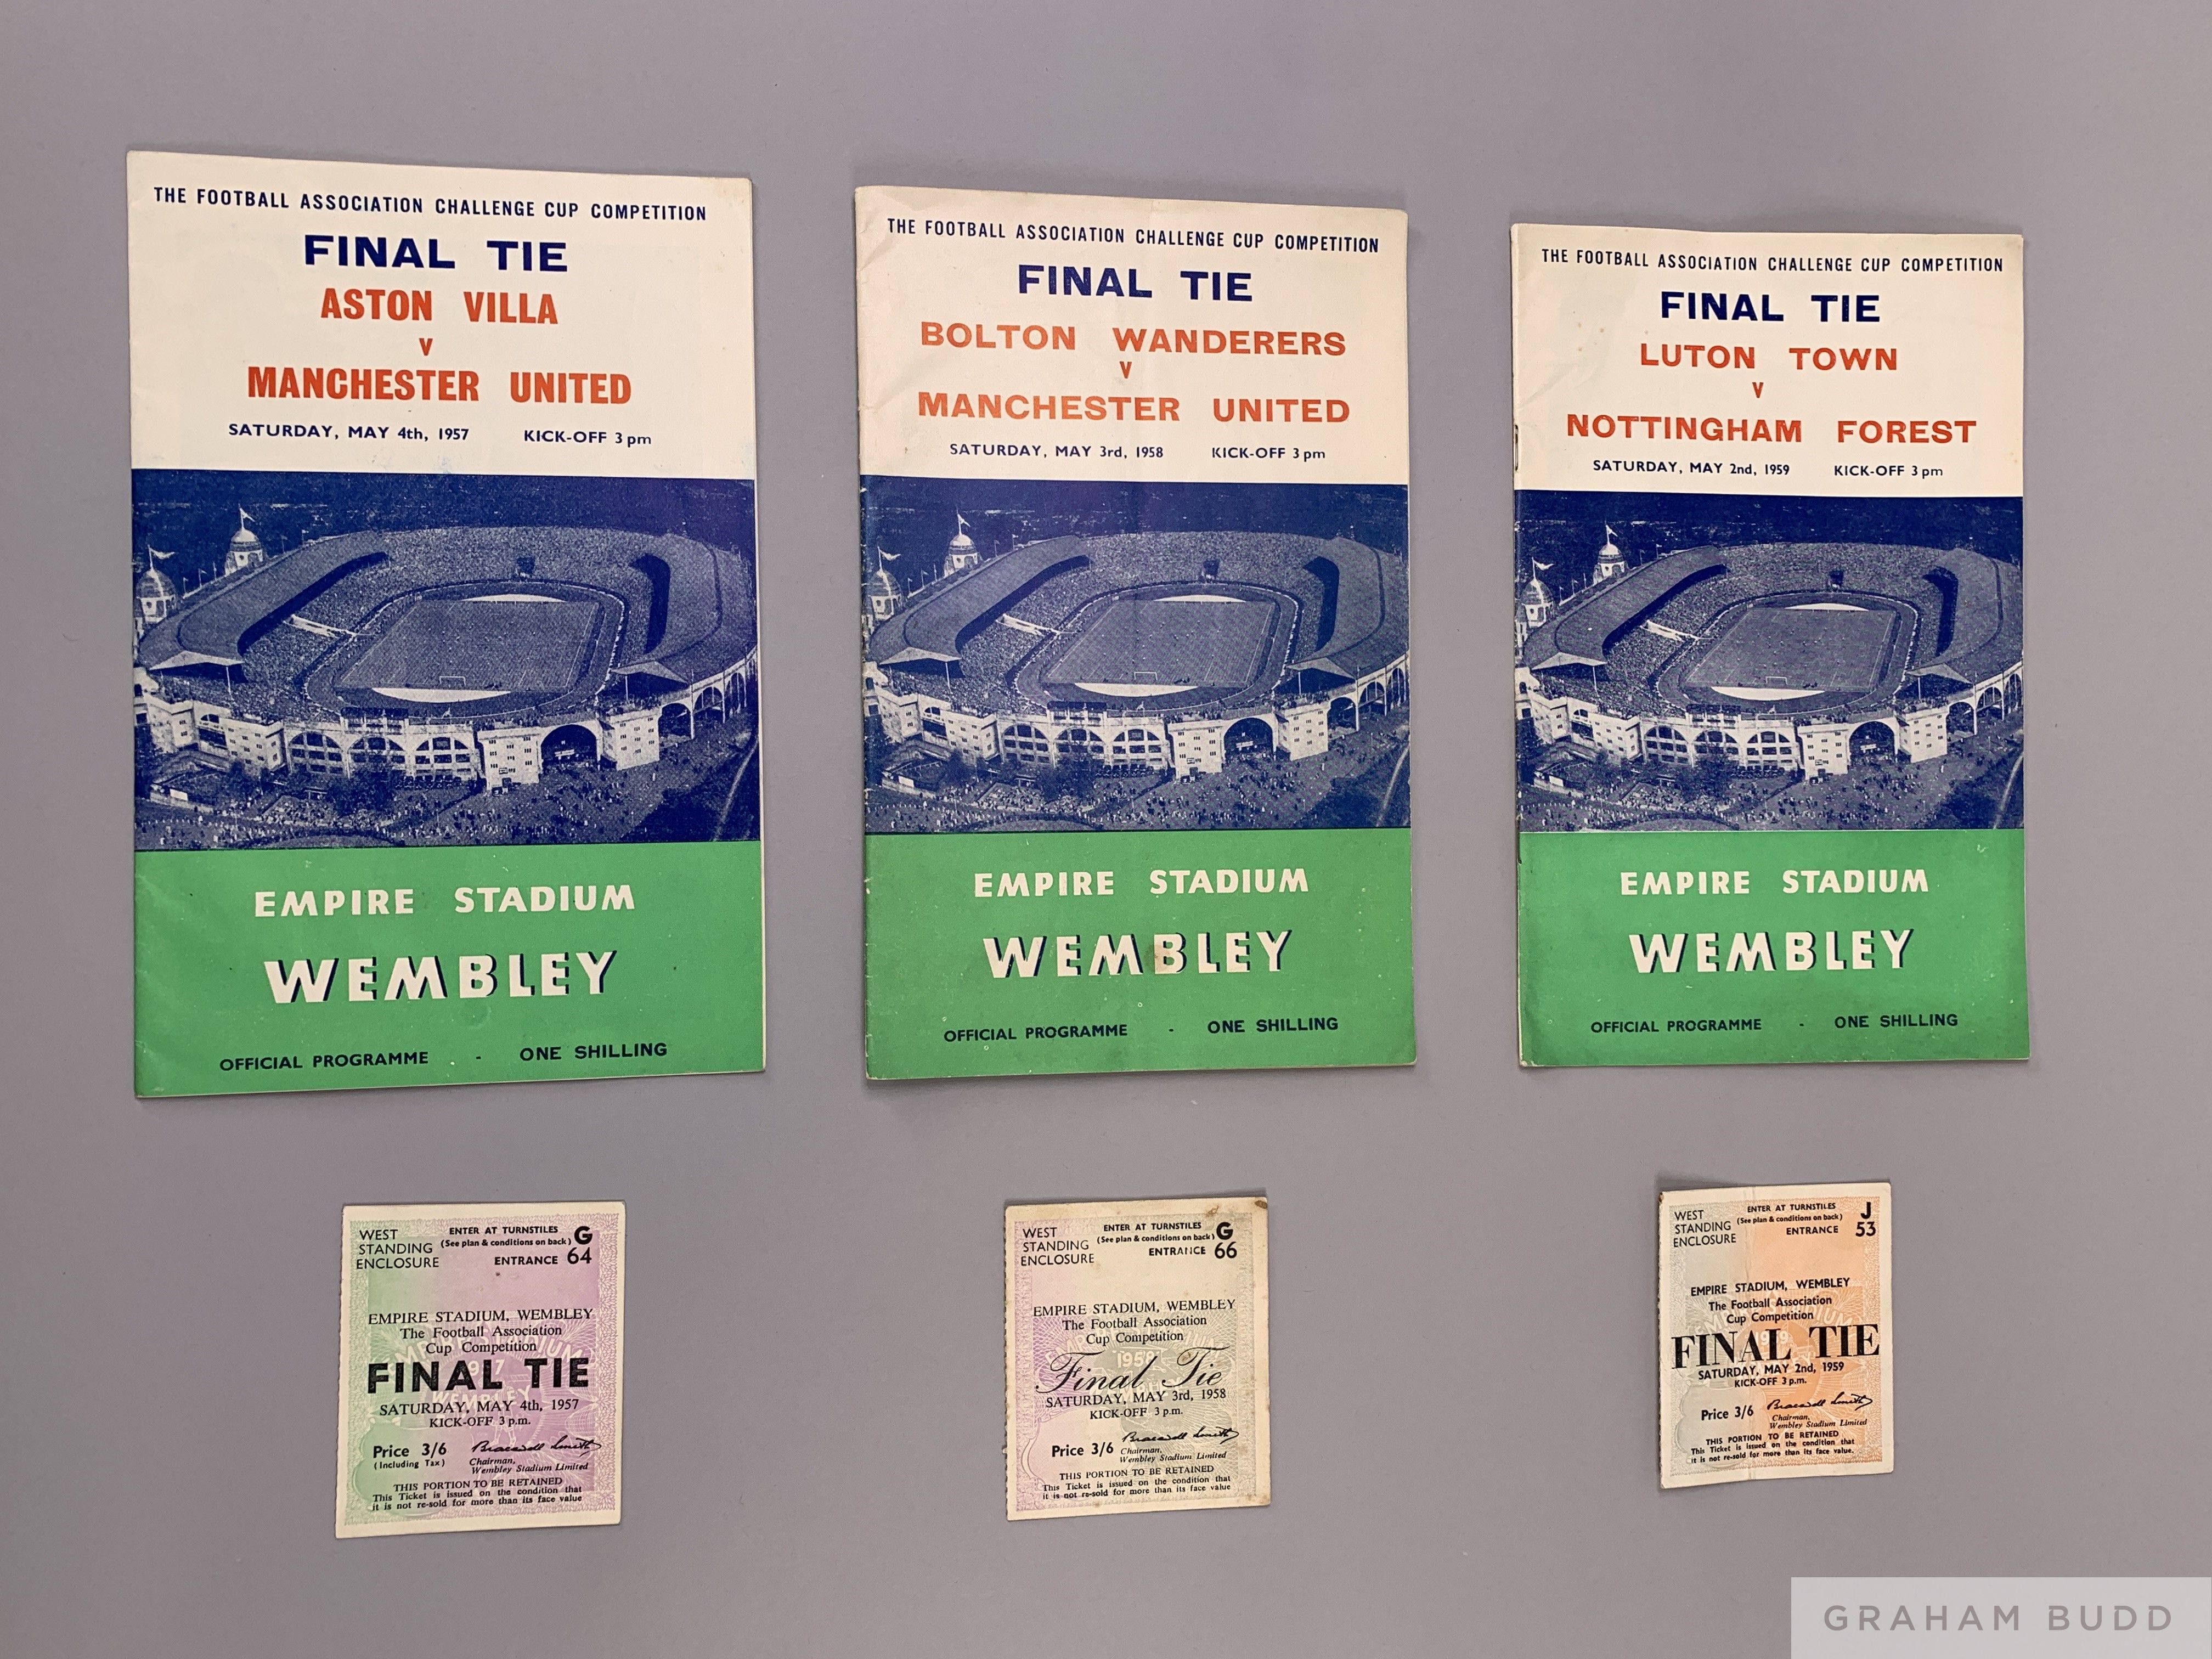 THE FOOTBALL ASSOCIATION CHALLENGE CUP COMPETITION
FINAL TIE
ASTON VILLA
V
MANCHESTER UNITED
SATURDAY, MAY 4th, 1957 KICK-OFF 3 pm
EMPIRE STADIUM
WEMBLEY
OFFICIAL PROGRAMME - ONE SHILLING
THE FOOTBALL ASSOCIATION CHALLENGE CUP COMPETITION
FINAL TIE
BOLTON WANDERERS
V
MANCHESTER UNITED
SATURDAY, MAY 3rd, 1958 KICK-OFF 3 pm
EMPIRE STADIUM
WEMBLEY
OFFICIAL PROGRAMME - ONE SHILLING
THE FOOTBALL ASSOCIATION CHALLENGE CUP COMPETITION
FINAL TIE
LUTON TOWN
V
NOTTINGHAM FOREST
SATURDAY, MAY 2nd, 1959 KICK-OFF 3 pm
EMPIRE STADIUM
WEMBLEY
OFFICIAL PROGRAMME - ONE SHILLING
WEST
STANDING
ENCLOSURE
ENTER AT TURNSTILES
(See plan & conditions on back) G
ENTRANCE 64
EMPIRE STADIUM, WEMBLEY
The Football Association
Cup Competition
FINAL TIE
SATURDAY, MAY 4th, 1957
KICK-OFF 3 p.m.
Price 3/6
(Including Tax)
Bracewell Smith
Chairman,
Wembley Stadium Limited
THIS PORTION TO BE RETAINED
This Ticket is issued on the condition that
it is not re-sold for more than its face value
WEST
STANDING
ENCLOSURE
ENTER AT TURNSTILES
(See plan & conditions on back) G
ENTRANCE 66
EMPIRE STADIUM, WEMBLEY
The Football Association
Cup Competition
1958
Final Tie
SATURDAY, MAY 3rd, 1958
KICK-OFF 3 p.m.
Price 3/6
Bracewell Smith
Chairman,
Wembley Stadium Limited
THIS PORTION TO BE RETAINED
This Ticket is issued on the condition that
it is not re-sold for more than its face value
WEST
STANDING
ENCLOSURE
ENTER AT TURNSTILES
(See plan & conditions on back) J
ENTRANCE 53
EMPIRE STADIUM, WEMBLEY
The Football Association
Cup Competition
FINAL TIE
SATURDAY, MAY 2nd, 1959
KICK-OFF 3 p.m.
Price 3/6
Bracewell Smith
Chairman,
Wembley Stadium Limited
THIS PORTION TO BE RETAINED
This Ticket is issued on the condition that
it is not re-sold for more than its face value.
GRAHAM BUDD